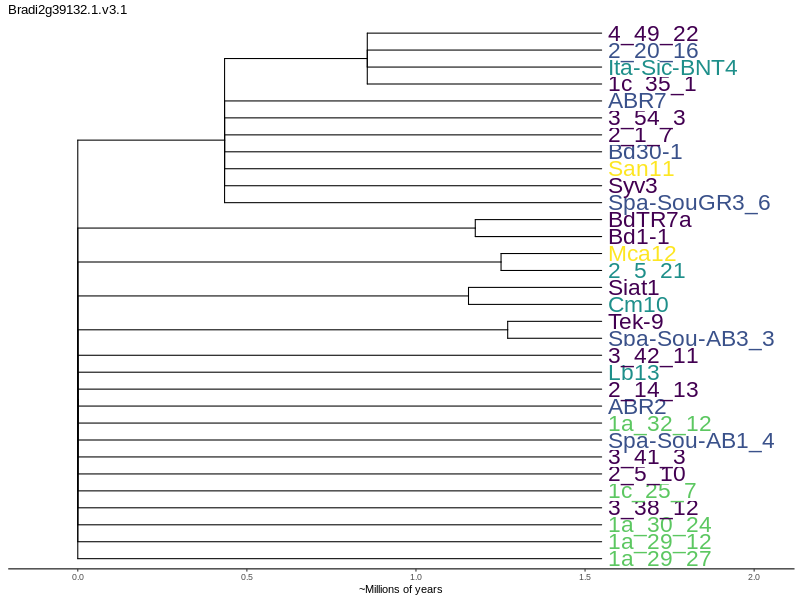 Bradi2g39132.1.v3.1
4_49_22
2_20_16
Ita-Sic-BNT4
1c_35_1
ABR7
3_54_3
2_1_7
Bd30-1
San11
Syv3
Spa-SouGR3_6
BdTR7a
Bd1-1
Mca12
2_5_21
Siat1
Cm10
Tek-9
Spa-Sou-AB3_3
3_42_11
Lb13
2_14_13
ABR2
1a_32_12
Spa-Sou-AB1_4
3_41_3
2_5_10
1c_25_7
3_38_12
1a_30_24
1a_29_12
1a_29_27
0.0 0.5 1.0 1.5 2.0
~Millions of years